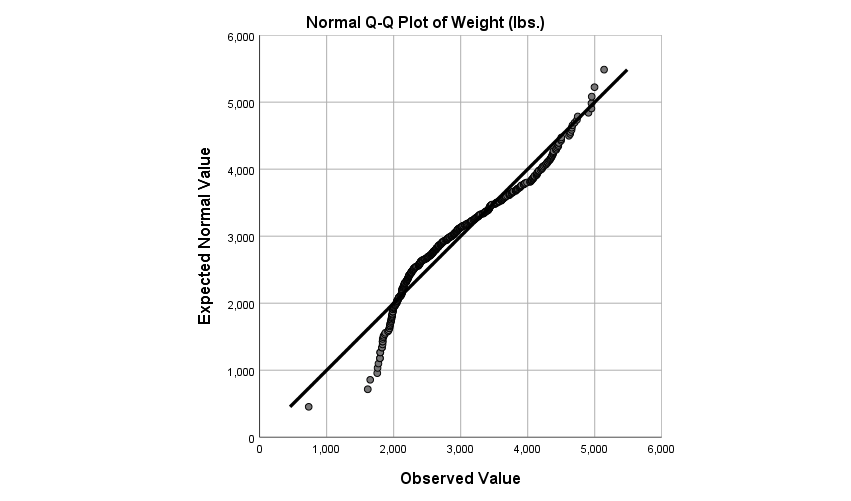 Normal Q-Q Plot of Weight (lbs.)
6,000
5,000
4,000
3,000
2,000
1,000
0
Expected Normal Value
0 1,000 2,000 3,000 4,000 5,000 6,000
Observed Value